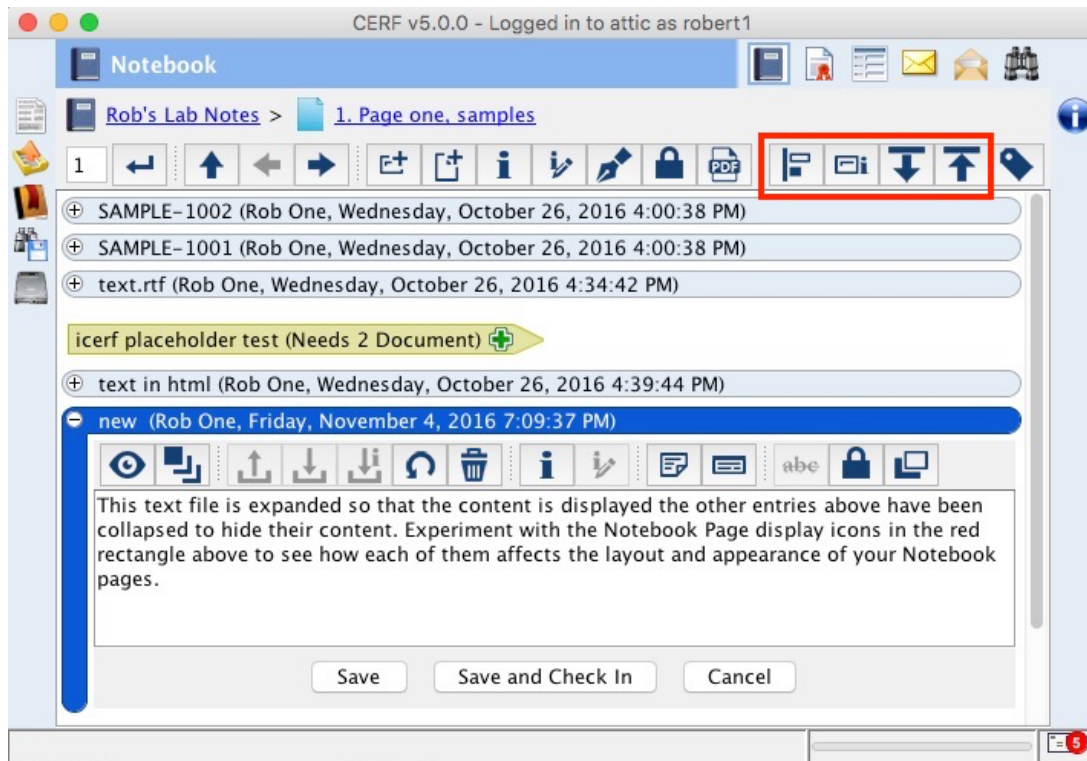 CERF v5.0.0 - Logged in to attic as robert1
Notebook
Rob's Lab Notes > 1. Page one, samples
1
PDF
SAMPLE-1002 (Rob One, Wednesday, October 26, 2016 4:00:38 PM)
SAMPLE-1001 (Rob One, Wednesday, October 26, 2016 4:00:38 PM)
text.rtf (Rob One, Wednesday, October 26, 2016 4:34:42 PM)
icerf placeholder test (Needs 2 Document)
text in html (Rob One, Wednesday, October 26, 2016 4:39:44 PM)
new (Rob One, Friday, November 4, 2016 7:09:37 PM)
abc
This text file is expanded so that the content is displayed the other entries above have been
collapsed to hide their content. Experiment with the Notebook Page display icons in the red
rectangle above to see how each of them affects the layout and appearance of your Notebook
pages.
Save Save and Check In Cancel
5